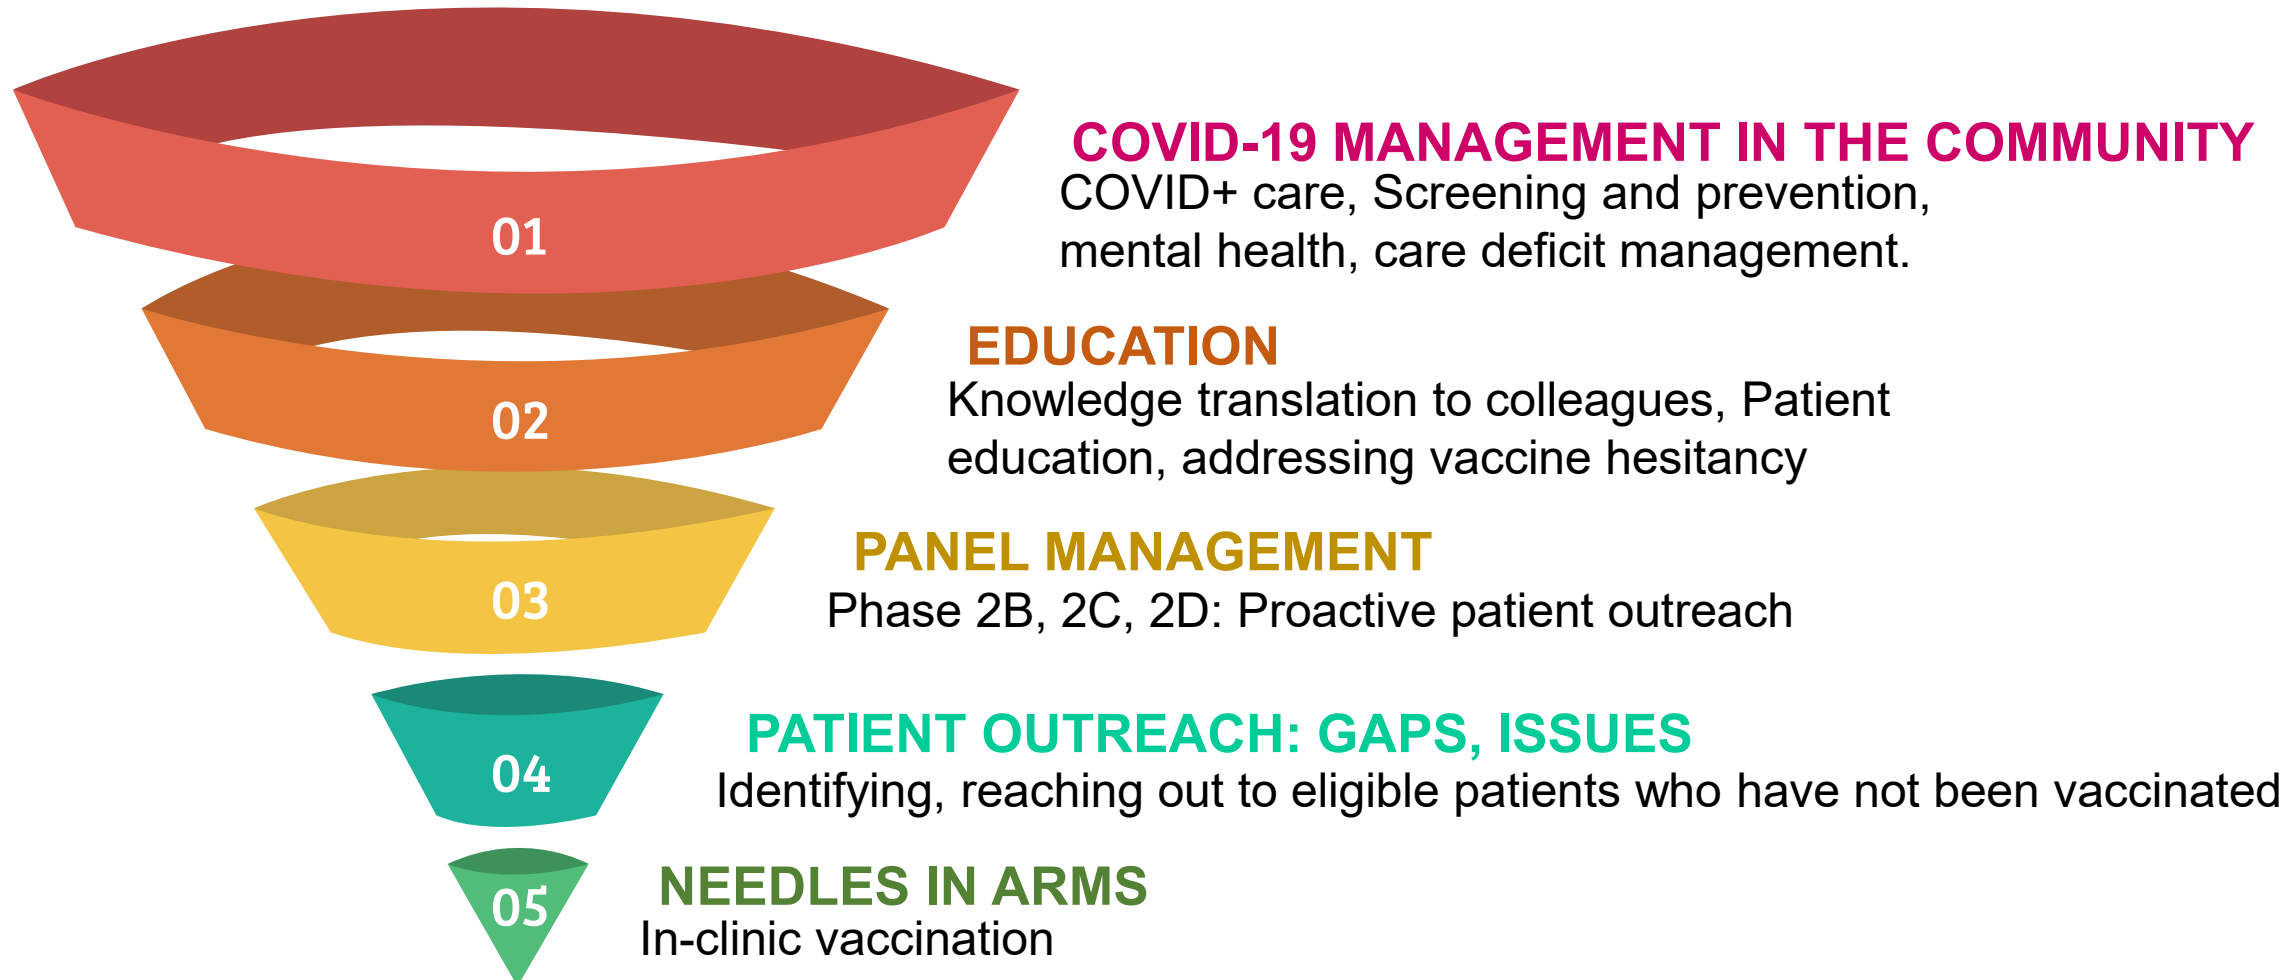 01
COVID-19 MANAGEMENT IN THE COMMUNITY
COVID+ care, Screening and prevention,
mental health, care deficit management.
02
EDUCATION
Knowledge translation to colleagues, Patient
education, addressing vaccine hesitancy
03
PANEL MANAGEMENT
Phase 2B, 2C, 2D: Proactive patient outreach
04
PATIENT OUTREACH: GAPS, ISSUES
Identifying, reaching out to eligible patients who have not been vaccinated
05
NEEDLES IN ARMS
In-clinic vaccination